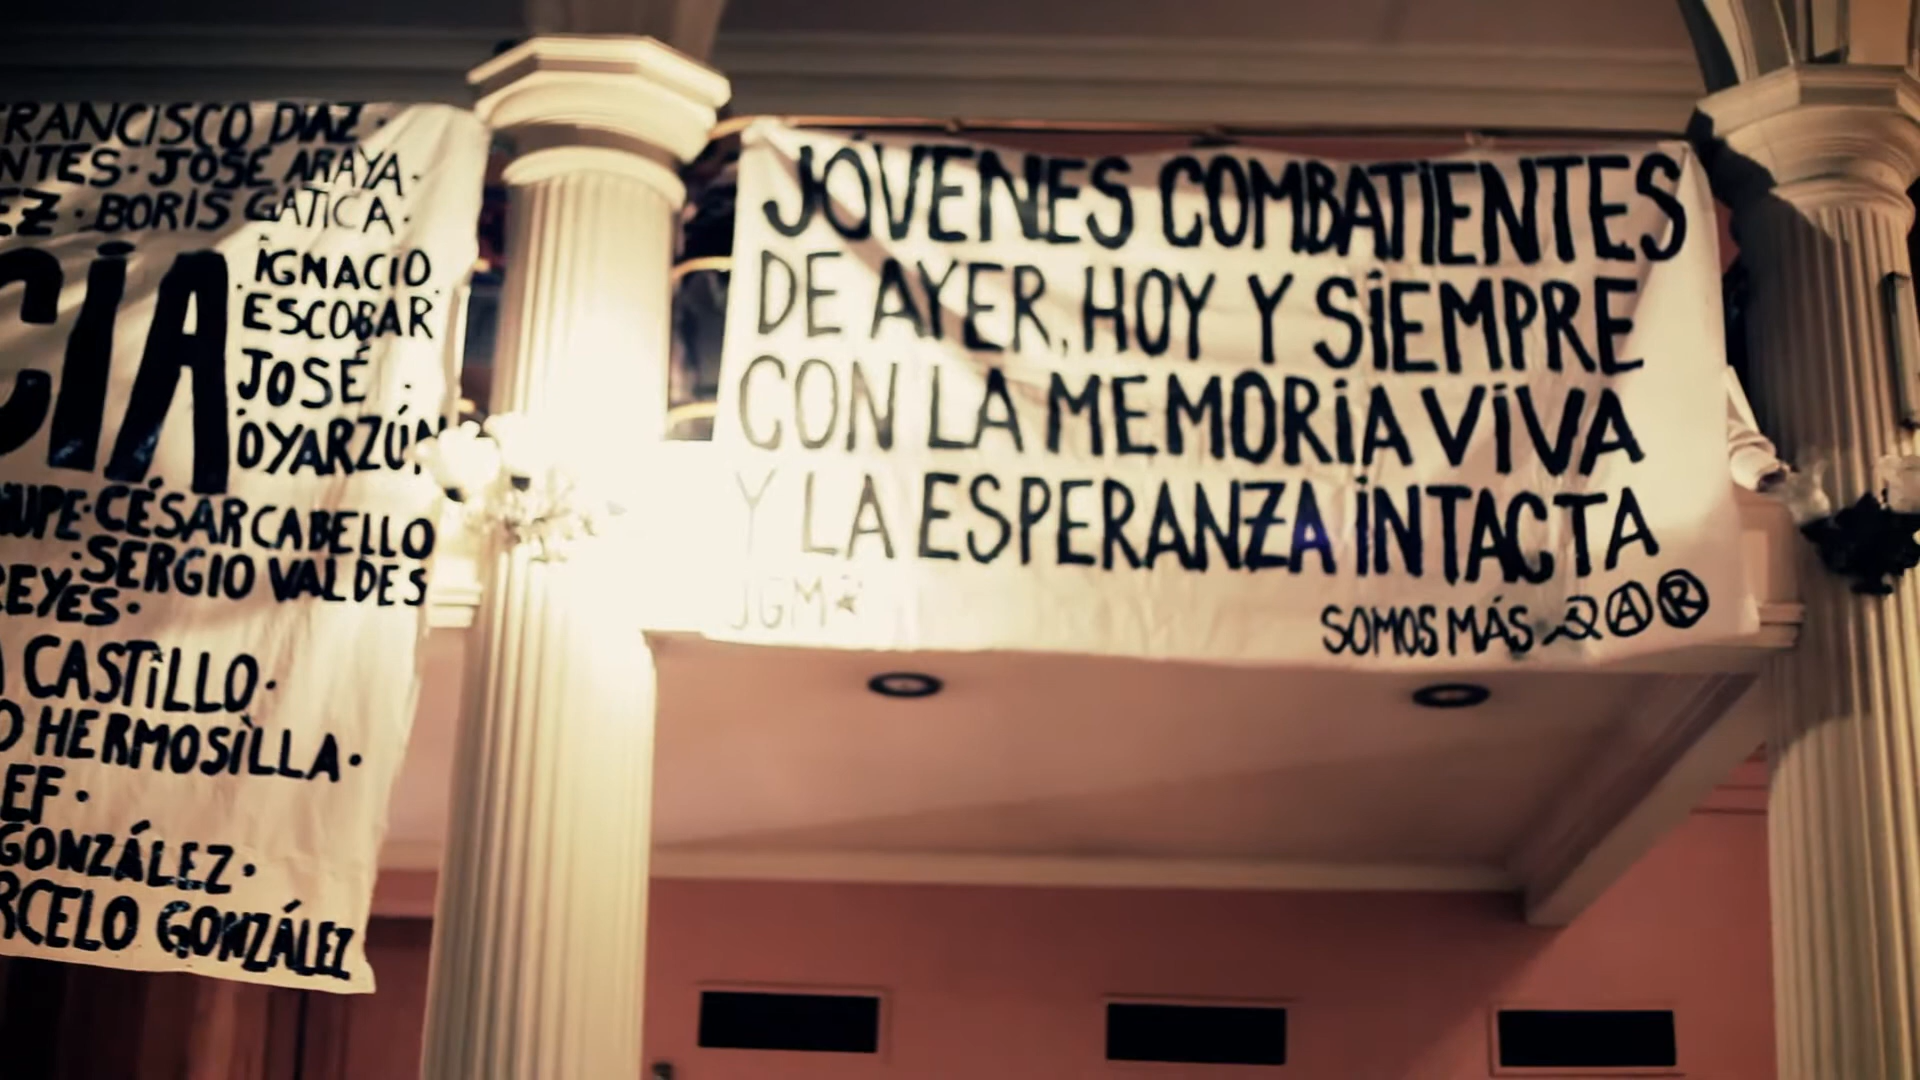 FRANCISCO DIAZ ·
NTES · JOSÉ ARAYA ·
EZ · BORIS GATICA ·
CIA
IGNACIO
ESCOBAR
JOSÉ ·
OYARZÚN
CÉSAR CABELLO
· SERGIO VALDES
REYES ·
CASTILLO ·
HERMOSILLA ·
EF ·
GONZÁLEZ ·
RCELO GONZÁLEZ
JÓVENES COMBATIENTES
DE AYER, HOY Y SIEMPRE
CON LA MEMORIA VIVA
Y LA ESPERANZA INTACTA
JGM
SOMOS MÁS Ⓐ Ⓡ